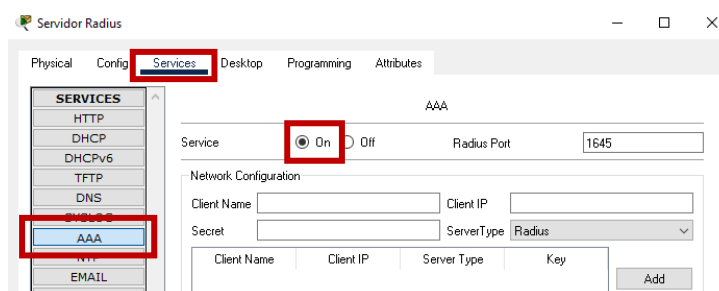 Servidor Radius
Physical Config Services Desktop Programming Attributes
SERVICES
HTTP
DHCP
DHCPv6
TFTP
DNS
SYSLOG
AAA
NTP
EMAIL
AAA
Service On Off Radius Port 1645
Network Configuration
Client Name Client IP
Secret ServerType Radius
Client Name Client IP Server Type Key
Add